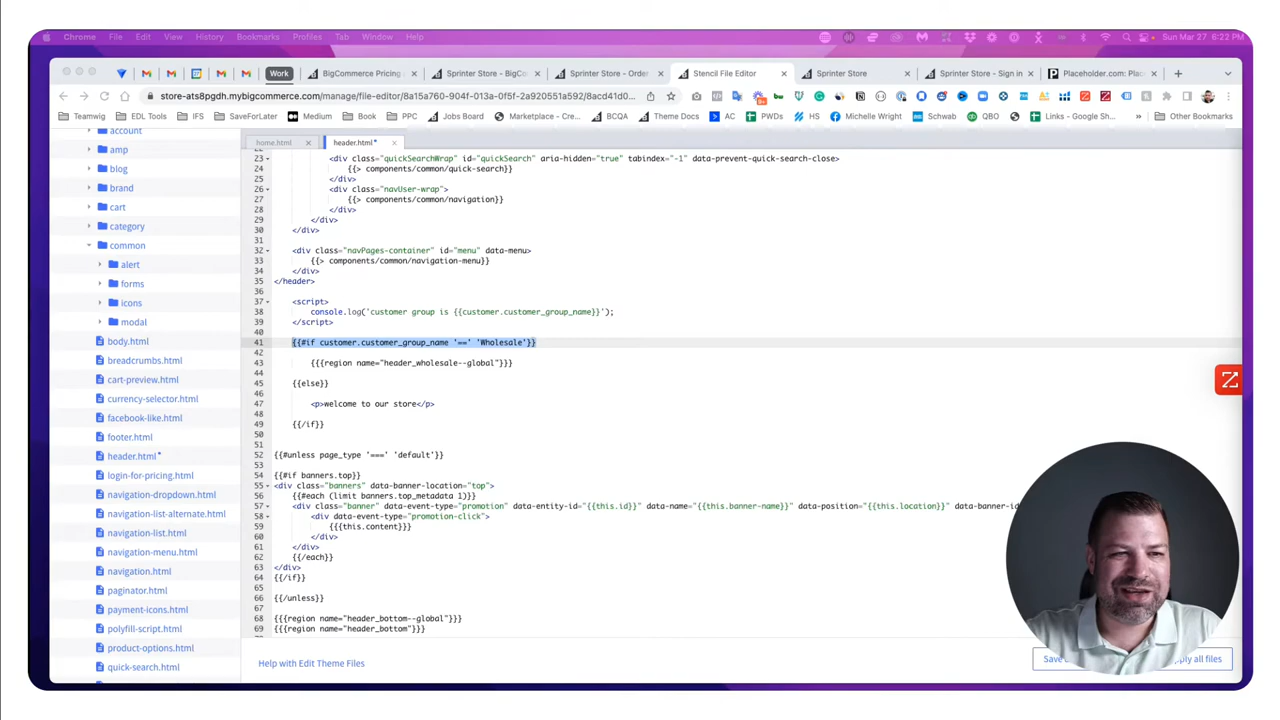 Chrome File Edit View History Bookmarks Profiles Tab Window Help Sun Mar 27 6:22 PM
Work BigCommerce Pricing Sprinter Store - BigCo Sprinter Store - Order Stencil File Editor Sprinter Store Sprinter Store - Sign in Placeholder.com: Place
store-ats8pgdh.mybigcommerce.com/manage/file-editor/8a15a760-904f-013a-0f5f-2a920551a592/8acd41d0...
Teamwig EDL Tools IFS SaveForLater Medium Book PPC Jobs Board Marketplace - Crea... BCQA Theme Docs AC PWDs HS Michelle Wright Schwab QBO Links - Google Sh... » Other Bookmarks
account
amp
blog
brand
cart
category
common
alert
forms
icons
modal
body.html
breadcrumbs.html
cart-preview.html
currency-selector.html
facebook-like.html
footer.html
header.html*
login-for-pricing.html
navigation-dropdown.html
navigation-list-alternate.html
navigation-list.html
navigation-menu.html
navigation.html
paginator.html
payment-icons.html
polyfill-script.html
product-options.html
quick-search.html
home.html header.html*
22
23 <div class="quickSearchWrap" id="quickSearch" aria-hidden="true" tabindex="-1" data-prevent-quick-search-close>
24 {{> components/common/quick-search}}
25 </div>
26 <div class="navUser-wrap">
27 {{> components/common/navigation}}
28 </div>
29 </div>
30 </div>
31
32 <div class="navPages-container" id="menu" data-menu>
33 {{> components/common/navigation-menu}}
34 </div>
35 </header>
36
37 <script>
38 console.log('customer group is {{customer.customer_group_name}}');
39 </script>
40
41 {{#if customer.customer_group_name '==' 'Wholesale'}}
42
43 {{{region name="header_wholesale--global"}}}
44
45 {{else}}
46
47 <p>welcome to our store</p>
48
49 {{/if}}
50
51
52 {{#unless page_type '===' 'default'}}
53
54 {{#if banners.top}}
55 <div class="banners" data-banner-location="top">
56 {{#each (limit banners.top_metadata 1)}}
57 <div class="banner" data-event-type="promotion" data-entity-id="{{this.id}}" data-name="{{this.banner-name}}" data-position="{{this.location}}" data-banner-id
58 <div data-event-type="promotion-click">
59 {{{this.content}}}
60 </div>
61 </div>
62 {{/each}}
63 </div>
64 {{/if}}
65
66 {{/unless}}
67
68 {{{region name="header_bottom--global"}}}
69 {{{region name="header_bottom"}}}
Help with Edit Theme Files
all files